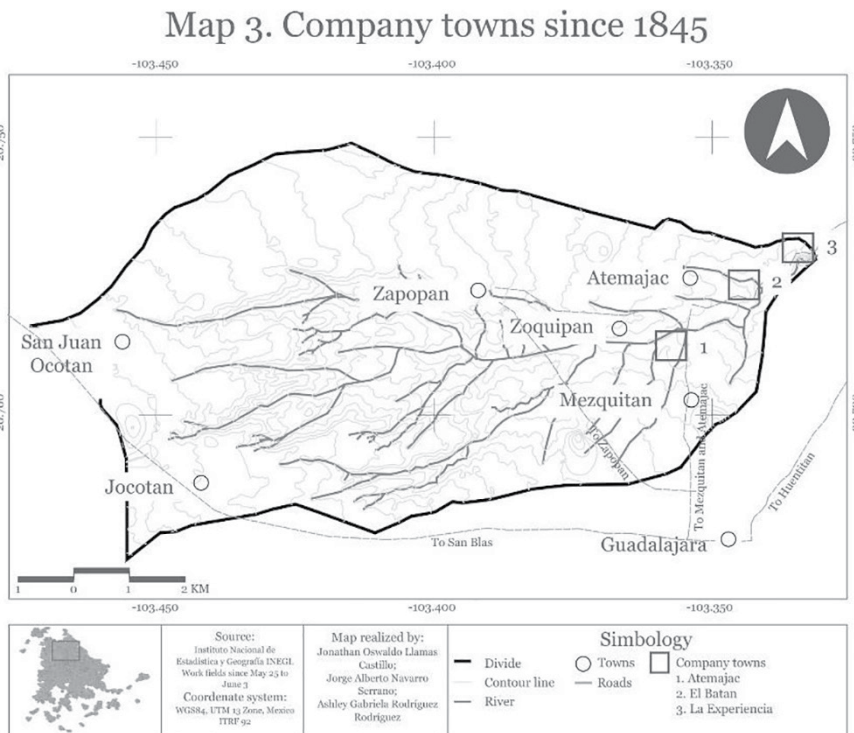 Map 3. Company towns since 1845
-103.450
-103.400
-103.350
3
Atemajac
2
Zapopan
Zoquipan
San Juan
Ocotan
1
Mezquitan
To Zapopan
To Mezquitan and Atemajac
To Huentitan
Jocotan
To San Blas
Guadalajara
1 0 1 2 KM
-103.450
-103.400
-103.350
Source:
Instituto Nacional de
Estadística y Geografía INEGI.
Work fields since May 25 to
June 3
Coordenate system:
WGS84, UTM 13 Zone, Mexico
ITRF 92
Map realized by:
Jonathan Oswaldo Llamas
Castillo;
Jorge Alberto Navarro
Serrano;
Ashley Gabriela Rodríguez
Rodríguez
Simbology
Divide
Contour line
River
Towns
Roads
Company towns
1. Atemajac
2. El Batan
3. La Experiencia